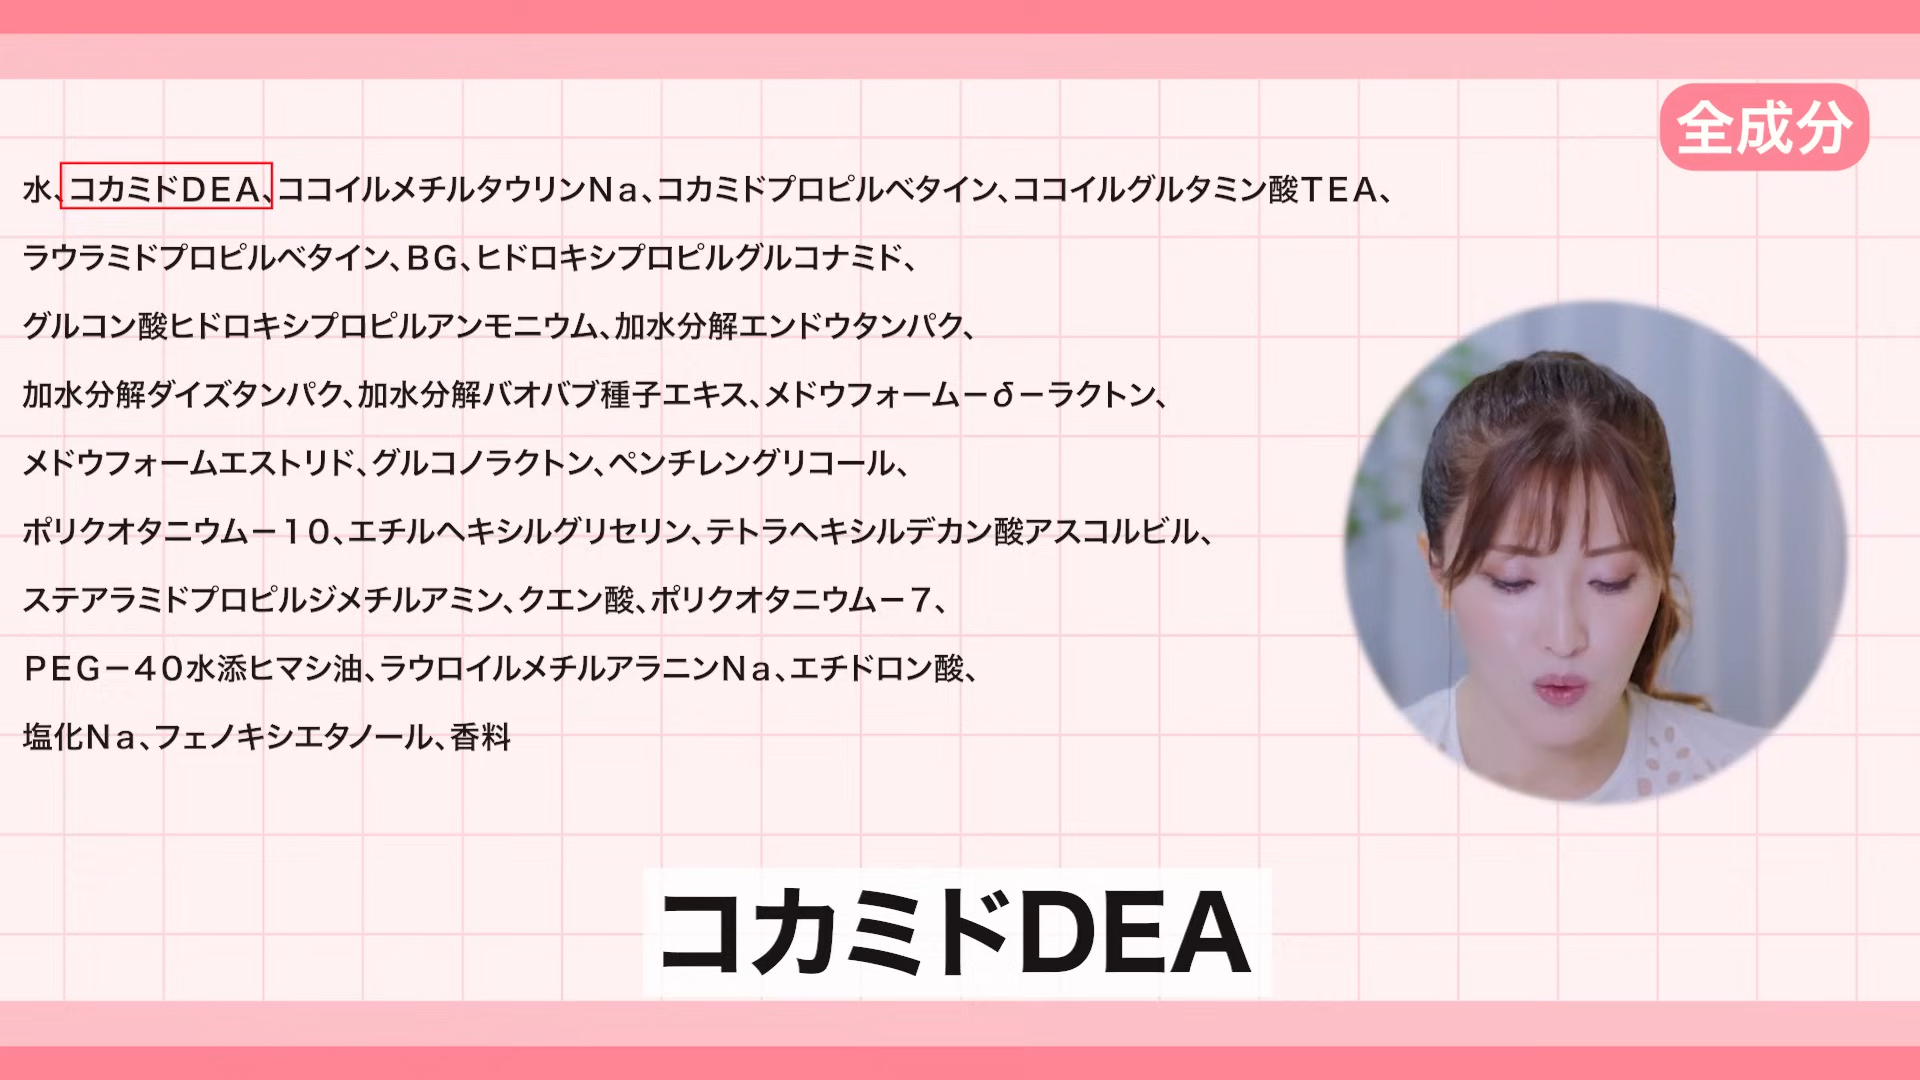 全成分
水、コカミドDEA、ココイルメチルタウリンNa、コカミドプロピルベタイン、ココイルグルタミン酸TEA、
ラウラミドプロピルベタイン、BG、ヒドロキシプロピルグルコナミド、
グルコン酸ヒドロキシプロピルアンモニウム、加水分解エンドウタンパク、
加水分解ダイズタンパク、加水分解バオバブ種子エキス、メドウフォーム－δ－ラクトン、
メドウフォームエストリド、グルコノラクトン、ペンチレングリコール、
ポリクオタニウム－10、エチルヘキシルグリセリン、テトラヘキシルデカン酸アスコルビル、
ステアラミドプロピルジメチルアミン、クエン酸、ポリクオタニウム－7、
PEG－40水添ヒマシ油、ラウロイルメチルアラニンNa、エチドロン酸、
塩化Na、フェノキシエタノール、香料
コカミドDEA